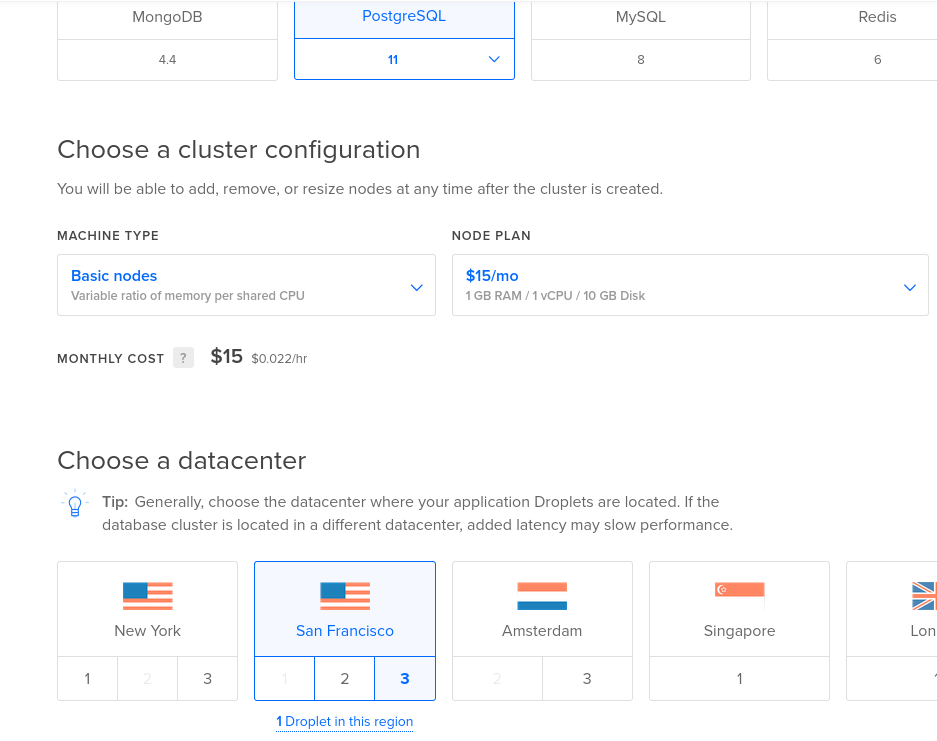 MongoDB PostgreSQL MySQL Redis
4.4 11 8 6
Choose a cluster configuration
You will be able to add, remove, or resize nodes at any time after the cluster is created.
MACHINE TYPE NODE PLAN
Basic nodes $15/mo
Variable ratio of memory per shared CPU 1 GB RAM / 1 vCPU / 10 GB Disk
MONTHLY COST ? $15 $0.022/hr
Choose a datacenter
Tip: Generally, choose the datacenter where your application Droplets are located. If the
database cluster is located in a different datacenter, added latency may slow performance.
New York San Francisco Amsterdam Singapore Lon
1 2 3 1 2 3 2 3 1 1
1 Droplet in this region